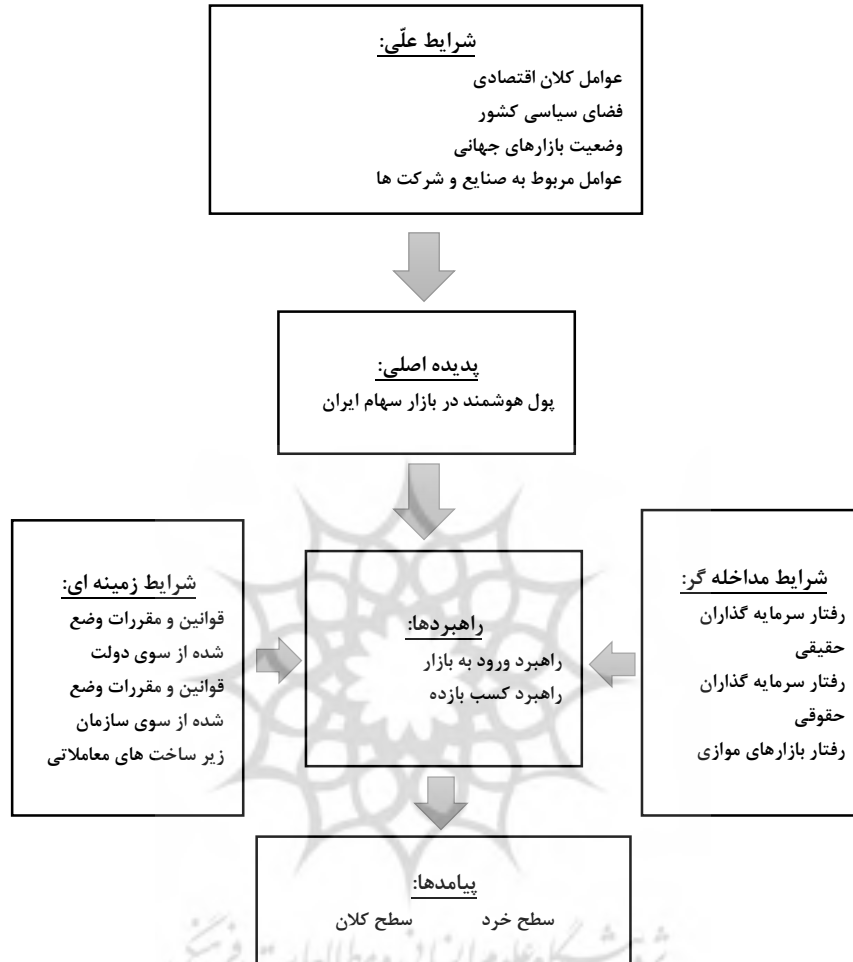 شرایط علّی:
عوامل کلان اقتصادی
فضای سیاسی کشور
وضعیت بازارهای جهانی
عوامل مربوط به صنایع و شرکت ها
پدیده اصلی:
پول هوشمند در بازار سهام ایران
شرایط مداخله گر:
رفتار سرمایه گذاران
حقیقی
رفتار سرمایه گذاران
حقوقی
رفتار بازارهای موازی
راهبردها:
راهبرد ورود به بازار
راهبرد کسب بازده
شرایط زمینه ای:
قوانین و مقررات وضع
شده از سوی دولت
قوانین و مقررات وضع
شده از سوی سازمان
زیر ساخت های معاملاتی
پیامدها:
سطح خرد سطح کلان